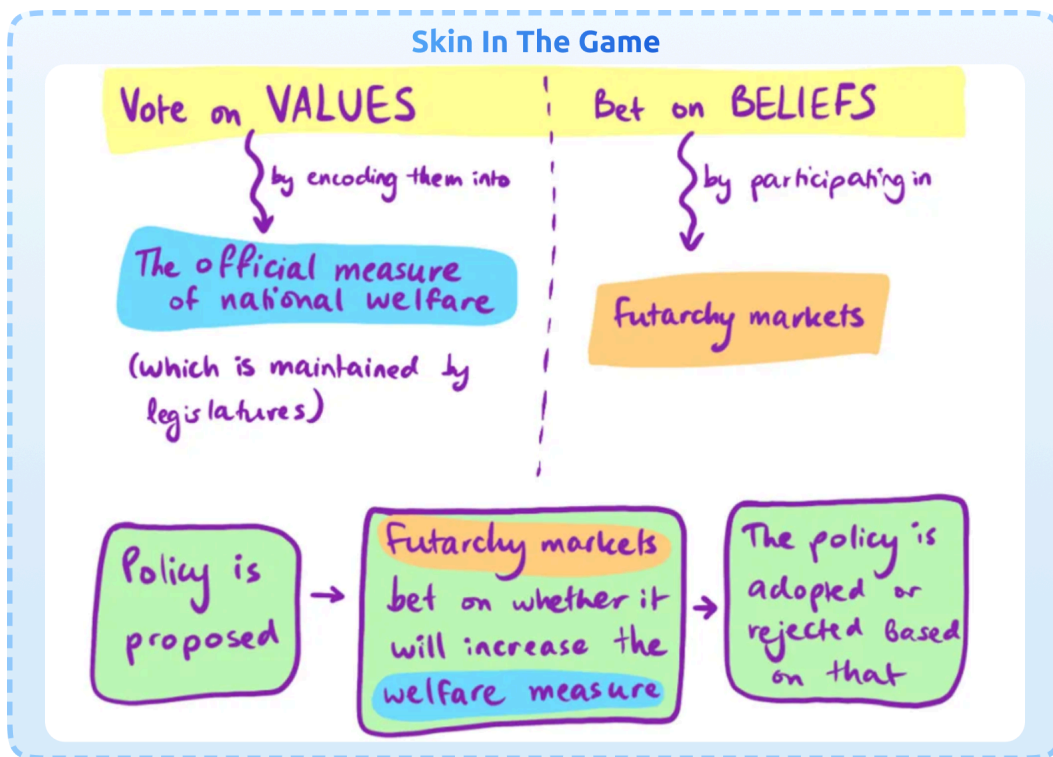 Skin In The Game
Vote on VALUES
by encoding them into
The official measure
of national welfare
(which is maintained by
legislatures)
Bet on BELIEFS
by participating in
Futarchy markets
Policy is
proposed
Futarchy markets
bet on whether it
will increase the
welfare measure
The policy is
adopted or
rejected based
on that